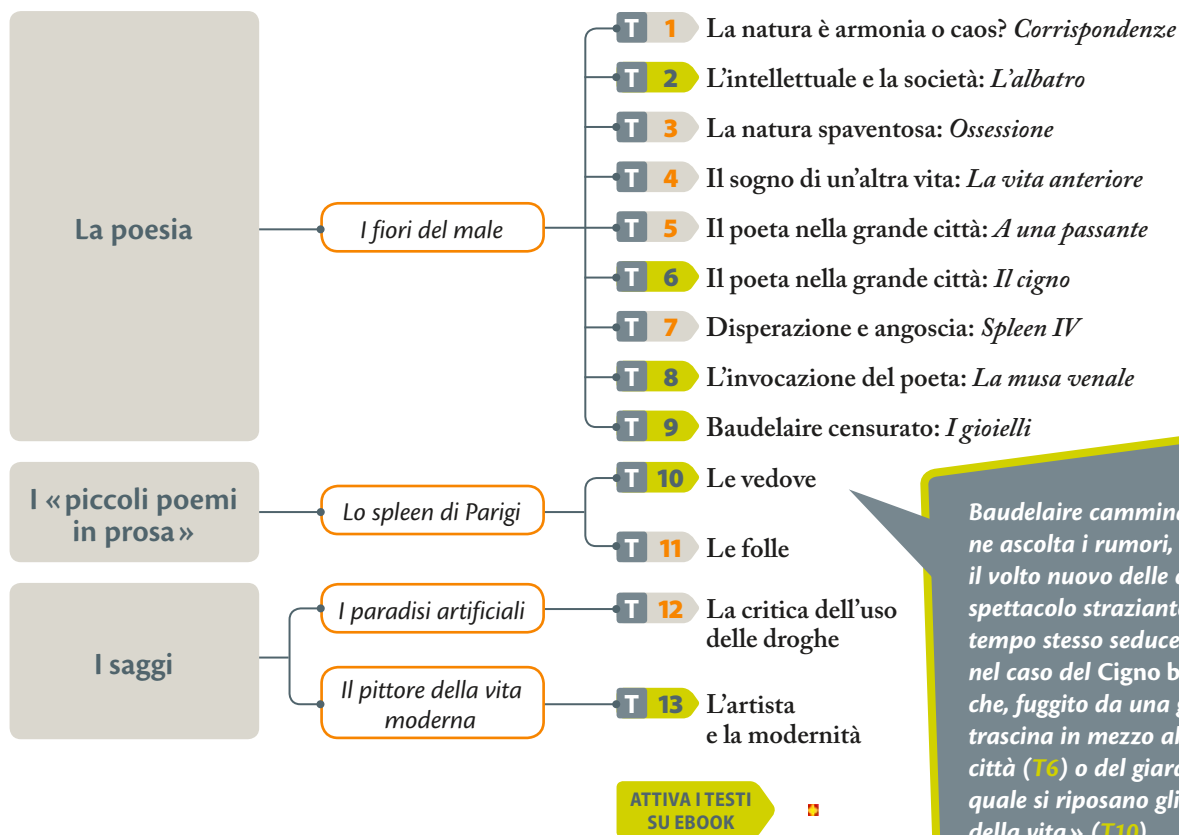 La poesia
I fiori del male
T 1 La natura è armonia o caos? Corrispondenze
T 2 L'intellettuale e la società: L'albatro
T 3 La natura spaventosa: Ossessione
T 4 Il sogno di un'altra vita: La vita anteriore
T 5 Il poeta nella grande città: A una passante
T 6 Il poeta nella grande città: Il cigno
T 7 Disperazione e angoscia: Spleen IV
T 8 L'invocazione del poeta: La musa venale
T 9 Baudelaire censurato: I gioielli
I «piccoli poemi
in prosa»
Lo spleen di Parigi
T 10 Le vedove
T 11 Le folle
I saggi
I paradisi artificiali
T 12 La critica dell'uso
delle droghe
Il pittore della vita
moderna
T 13 L'artista
e la modernità
ATTIVA I TESTI
SU EBOOK
Baudelaire
ne ascolta i rumori,
il volto nuovo delle
spettacolo
tempo stesso
nel caso del Cigno
che, fuggito da una
trascina in mezzo
città (T6) o del
quale si riposano gli
della vita» (T10)